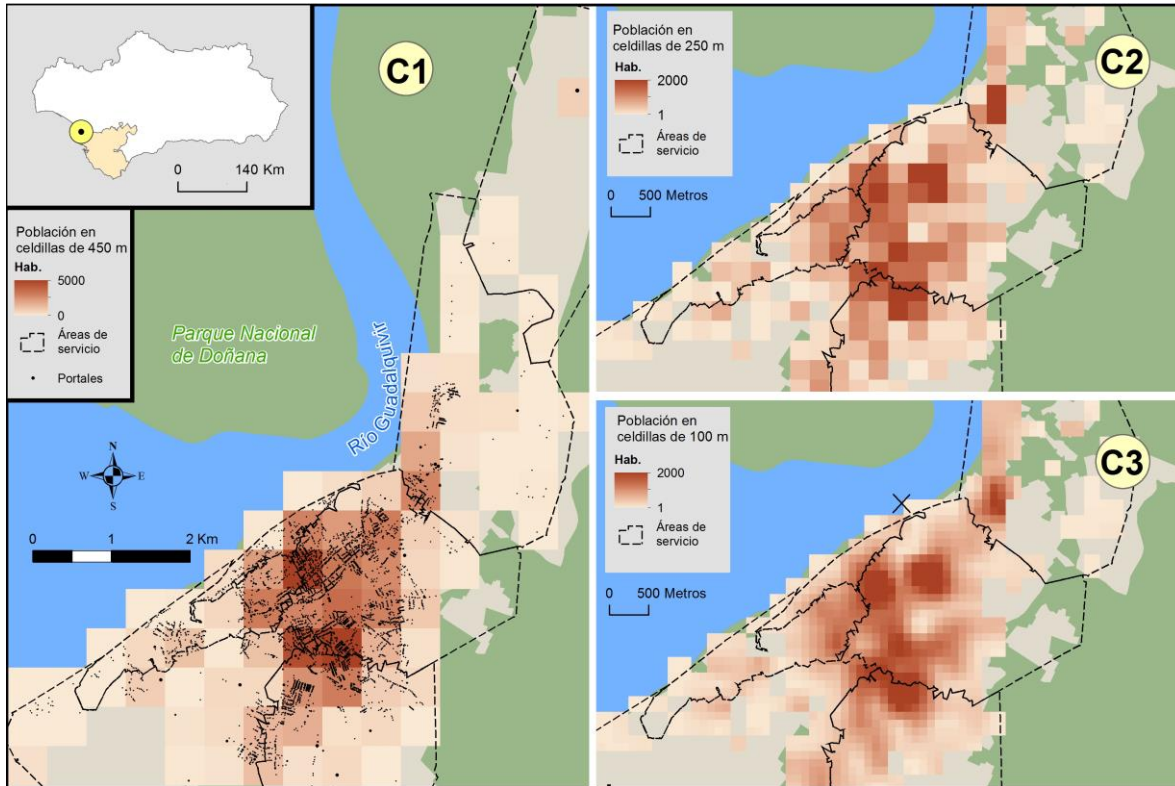 0 140 Km
C1
Población en
celdillas de 450 m
Hab.
5000
0
Áreas de
servicio
Portales
Parque Nacional
de Doñana
Río Guadalquivir
N
W E
S
0 1 2 Km
Población en
celdillas de 250 m
Hab.
2000
1
Áreas de
servicio
0 500 Metros
C2
Población en
celdillas de 100 m
Hab.
2000
1
Áreas de
servicio
0 500 Metros
C3